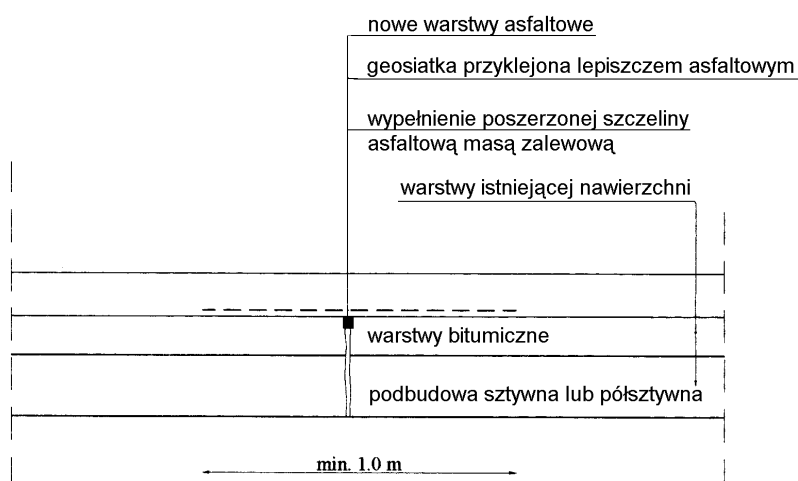 nowe warstwy asfaltowe
geosiatka przyklejona lepiszczem asfaltowym
wypełnienie poszerzonej szczeliny
asfaltową masą zalewową
warstwy istniejącej nawierzchni
warstwy bitumiczne
podbudowa sztywna lub półsztywna
min. 1.0 m